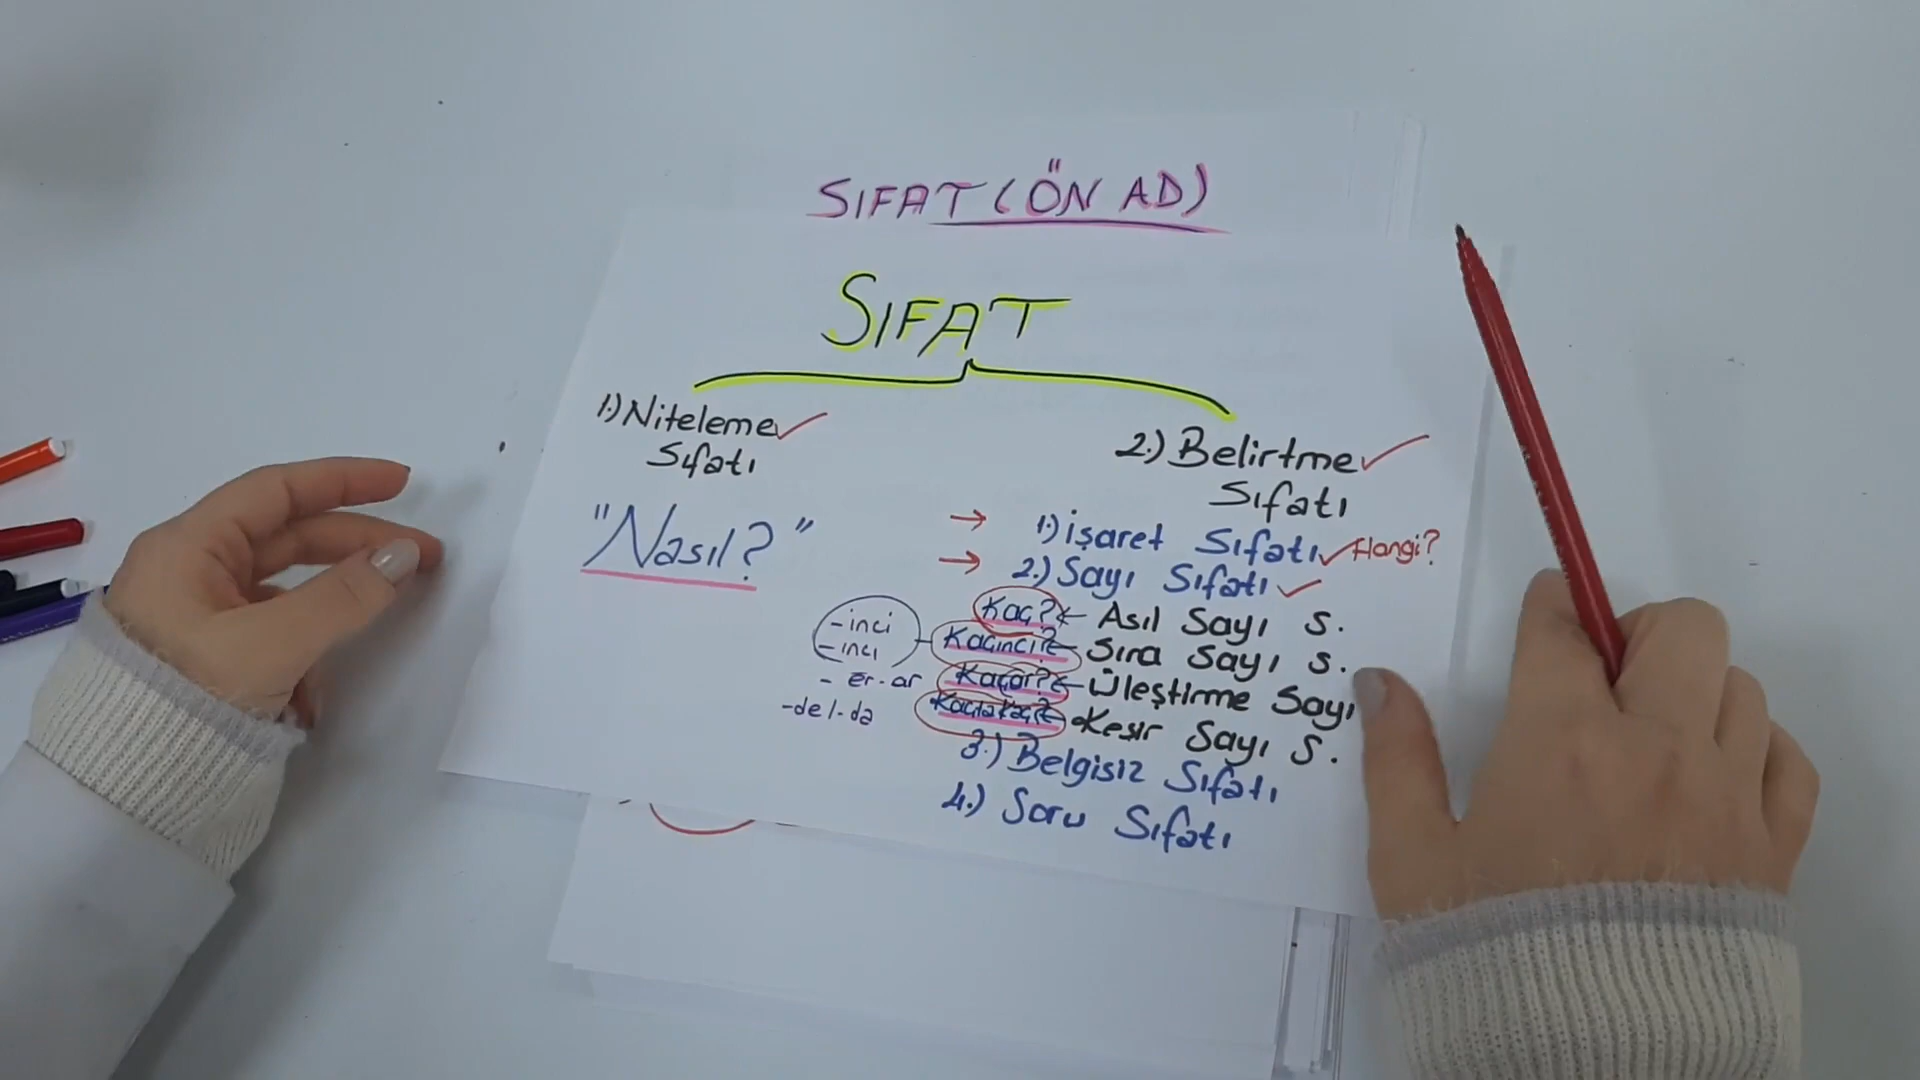 SIFAT (ÖN AD)
SIFAT
1.) Niteleme
Sıfatı
"Nasıl?"
2.) Belirtme
Sıfatı
→ 1.) işaret Sıfatı Hangi?
→ 2.) Sayı Sıfatı
Kaç? ← Asıl Sayı S.
-inci
-ıncı
Kaçıncı? ← Sıra Sayı S.
- er-ar Kaçar? ← Üleştirme Sayı
-de/-da Kaçta kaç? ← Kesir Sayı S.
3.) Belgisiz Sıfatı
4.) Soru Sıfatı